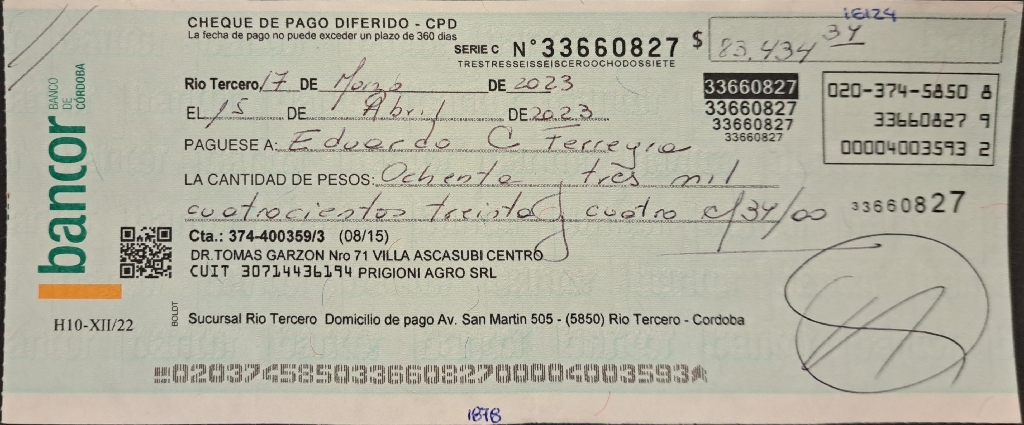 1E124
CHEQUE DE PAGO DIFERIDO - CPD
La fecha de pago no puede exceder un plazo de 360 dias
SERIE C N°33660827 $ 83.434 34
TRESTRESSEISSEISCEROOCHODOSSIETE
Rio Tercero, 17 DE Marzo DE 2023
EL 15 DE Abril DE 2023
33660827
33660827
33660827
33660827
020-374-5850 8
33660827 9
00004003593 2
PAGUESE A: Eduardo C Ferreyra
LA CANTIDAD DE PESOS: Ochenta y tres mil
cuatrocientos treinta y cuatro c/34/00
33660827
bancor BANCO DE CÓRDOBA
Cta.: 374-400359/3 (08/15)
DR.TOMAS GARZON Nro 71 VILLA ASCASUBI CENTRO
CUIT 30714436194 PRIGIONI AGRO SRL
H10-XII/22
BOLDT
Sucursal Rio Tercero Domicilio de pago Av. San Martin 505 - (5850) Rio Tercero - Cordoba
02037458503366082700004003593
1878